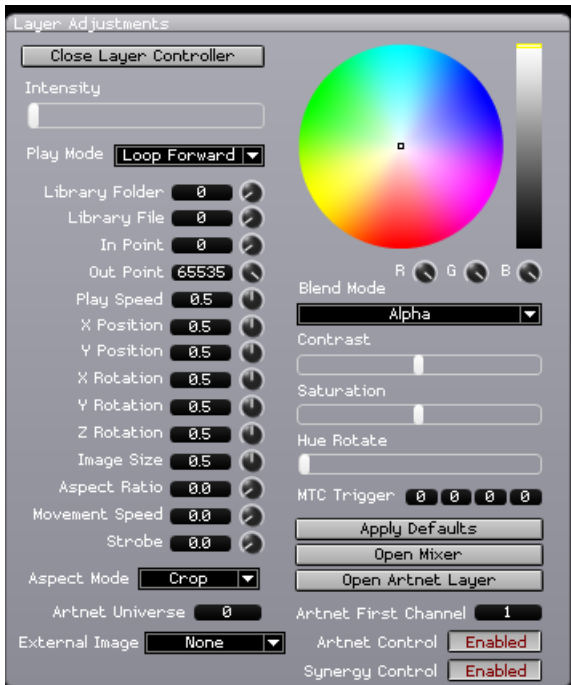 Layer Adjustments
Close Layer Controller
Intensity
Play Mode Loop Forward
Library Folder 0
Library File 0
In Point 0
Out Point 65535
Play Speed 0.5
X Position 0.5
Y Position 0.5
X Rotation 0.5
Y Rotation 0.5
Z Rotation 0.5
Image Size 0.5
Aspect Ratio 0.0
Movement Speed 0.0
Strobe 0.0
Aspect Mode Crop
Artnet Universe 0
External Image None
R G B
Blend Mode
Alpha
Contrast
Saturation
Hue Rotate
MTC Trigger 0 0 0 0
Apply Defaults
Open Mixer
Open Artnet Layer
Artnet First Channel 1
Artnet Control Enabled
Synergy Control Enabled